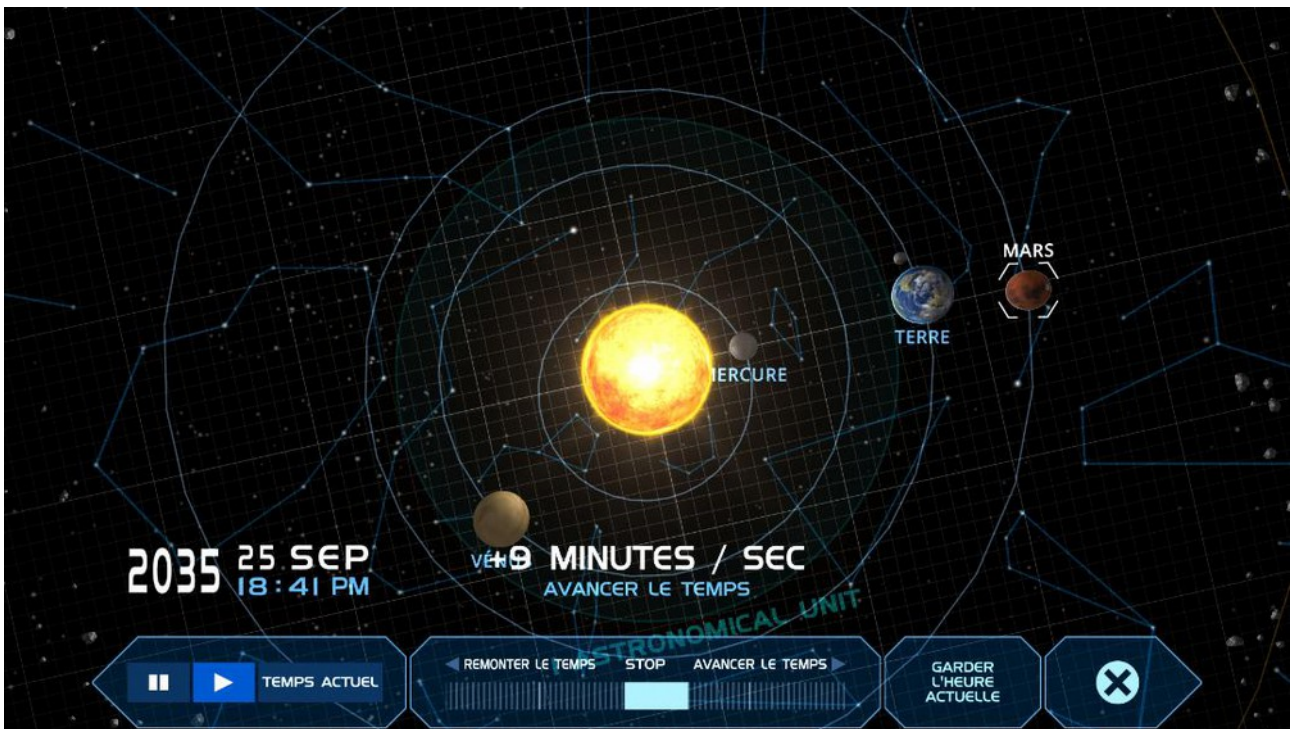 MARS
TERRE
MERCURE
2035 25 SEP
18:41 PM
+9 MINUTES / SEC
AVANCER LE TEMPS
ASTRONOMICAL UNIT
TEMPS ACTUEL
REMONTER LE TEMPS STOP AVANCER LE TEMPS
GARDER
L'HEURE
ACTUELLE